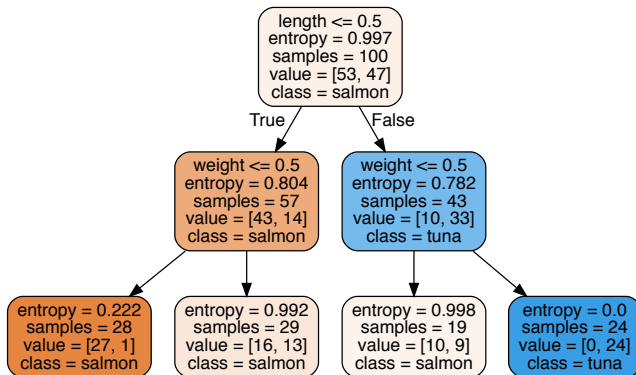 length <= 0.5
entropy = 0.997
samples = 100
value = [53, 47]
class = salmon
True
False
weight <= 0.5
entropy = 0.804
samples = 57
value = [43, 14]
class = salmon
weight <= 0.5
entropy = 0.782
samples = 43
value = [10, 33]
class = tuna
entropy = 0.222
samples = 28
value = [27, 1]
class = salmon
entropy = 0.992
samples = 29
value = [16, 13]
class = salmon
entropy = 0.998
samples = 19
value = [10, 9]
class = salmon
entropy = 0.0
samples = 24
value = [0, 24]
class = tuna